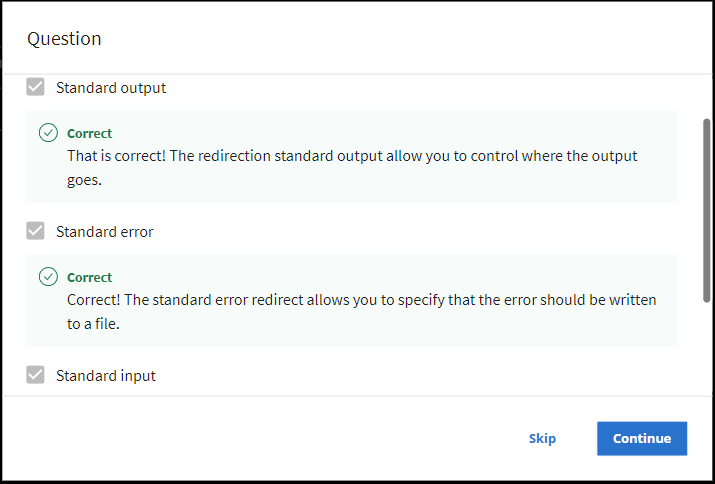 Question
Standard output
Correct
That is correct! The redirection standard output allow you to control where the output
goes.
Standard error
Correct
Correct! The standard error redirect allows you to specify that the error should be written
to a file.
Standard input
Skip
Continue